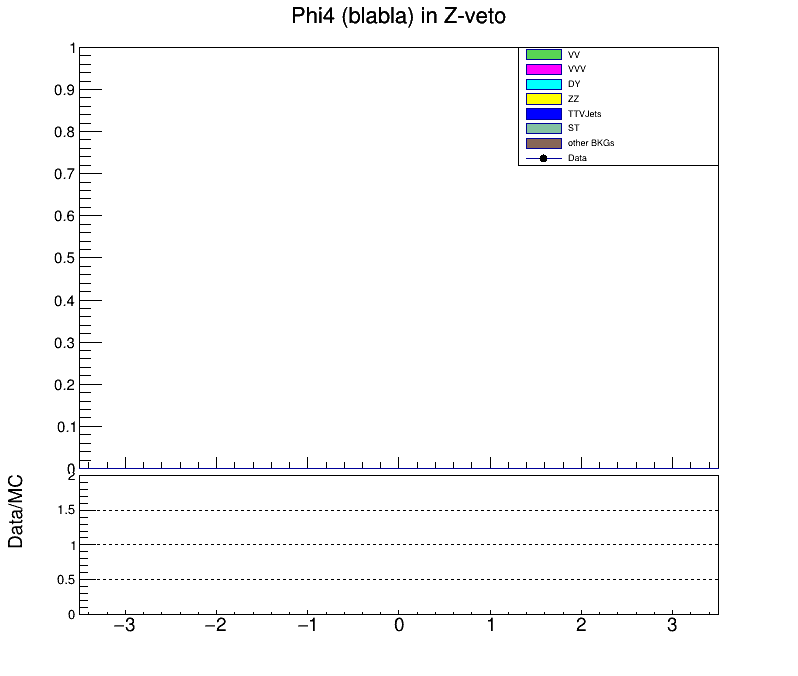 Phi4 (blabla) in Z-veto
1
0.9
0.8
0.7
0.6
0.5
0.4
0.3
0.2
0.1
0
VV
VVV
DY
ZZ
TTVJets
ST
other BKGs
Data
Data/MC
2
1.5
1
0.5
0
−3 −2 −1 0 1 2 3